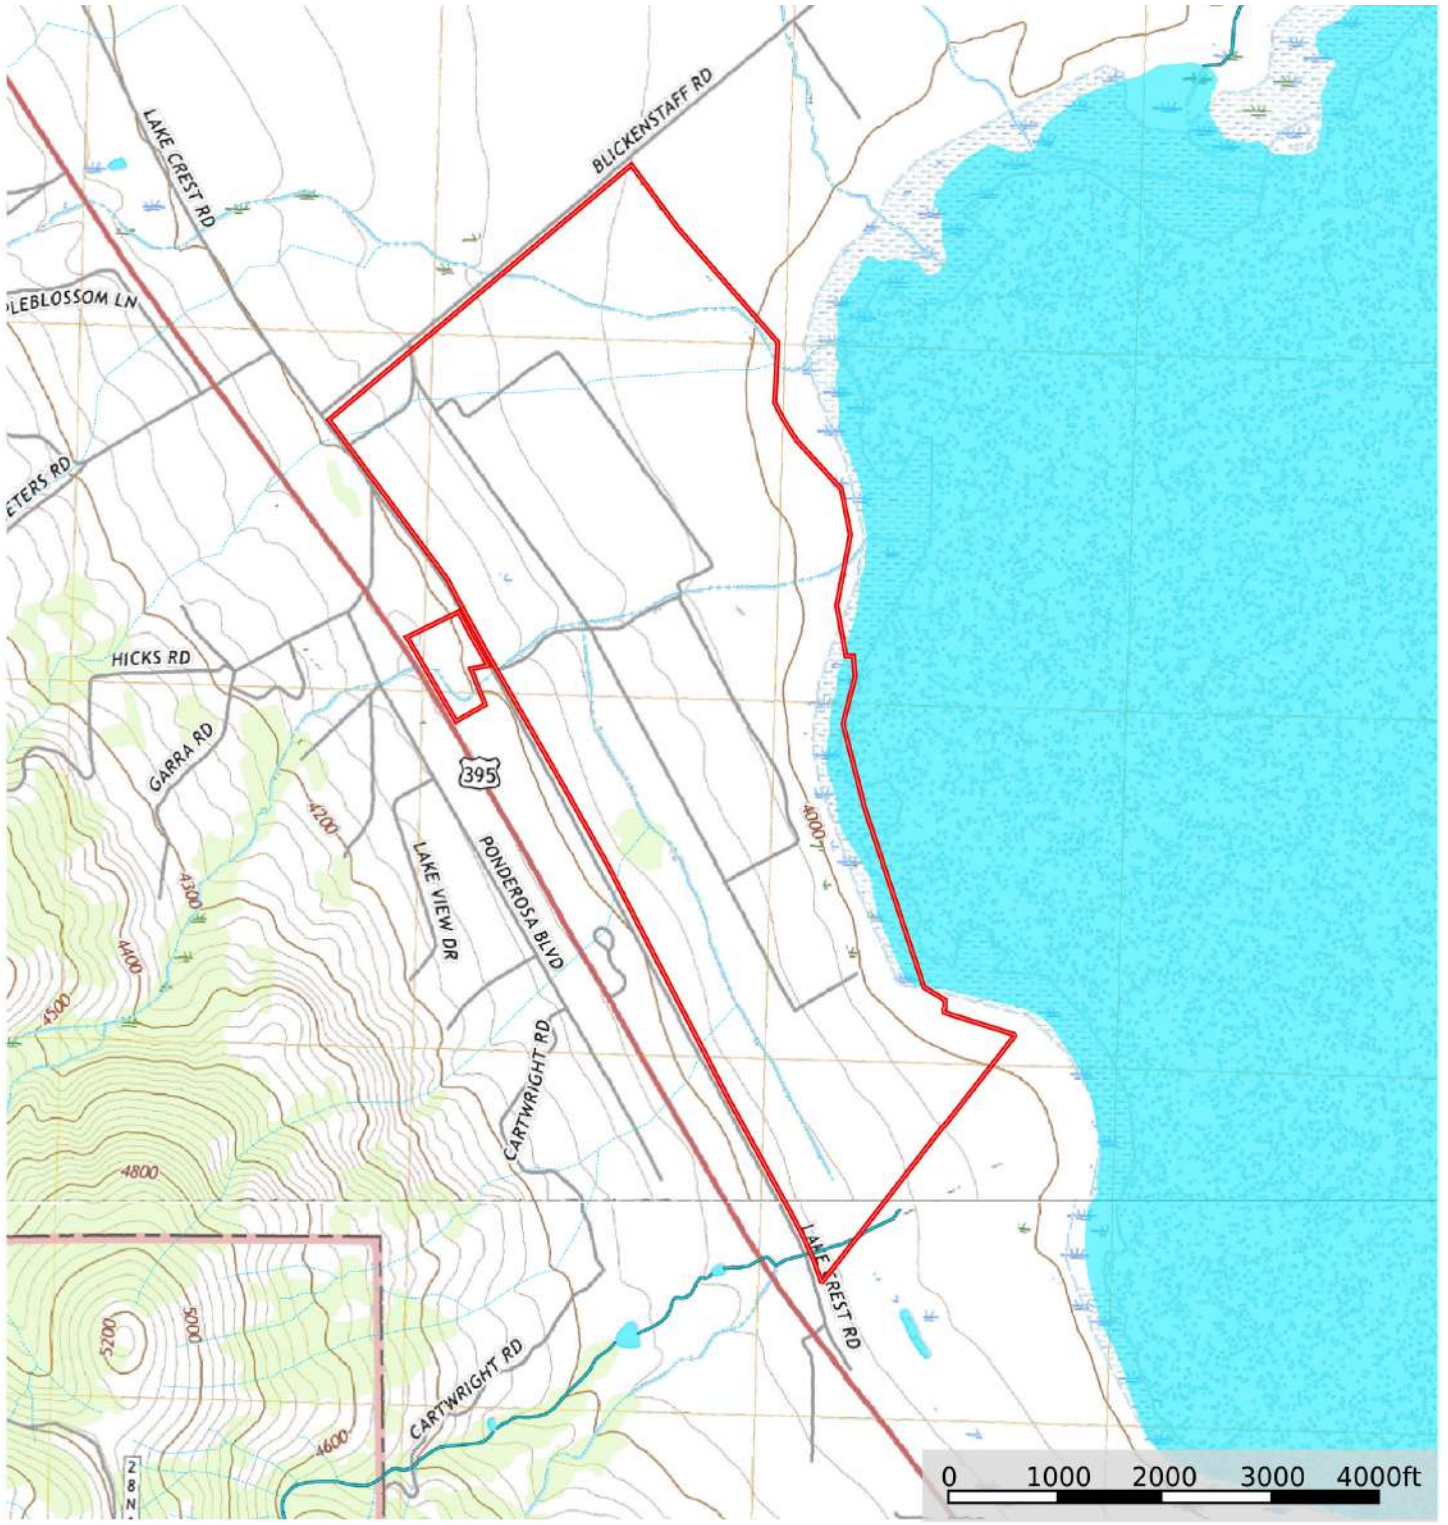 BLICKENSTAFF RD
LAKE CREST RD
PLEBLOSSOM LN
ETERS RD
HICKS RD
GARRA RD
395
4200
4000
LAKE VIEW DR
PONDEROSA BLVD
4300
4400
4500
CARTWRIGHT RD
4800
LAKE CREST RD
5200
5000
CARTWRIGHT RD
4600
28N
0 1000 2000 3000 4000ft